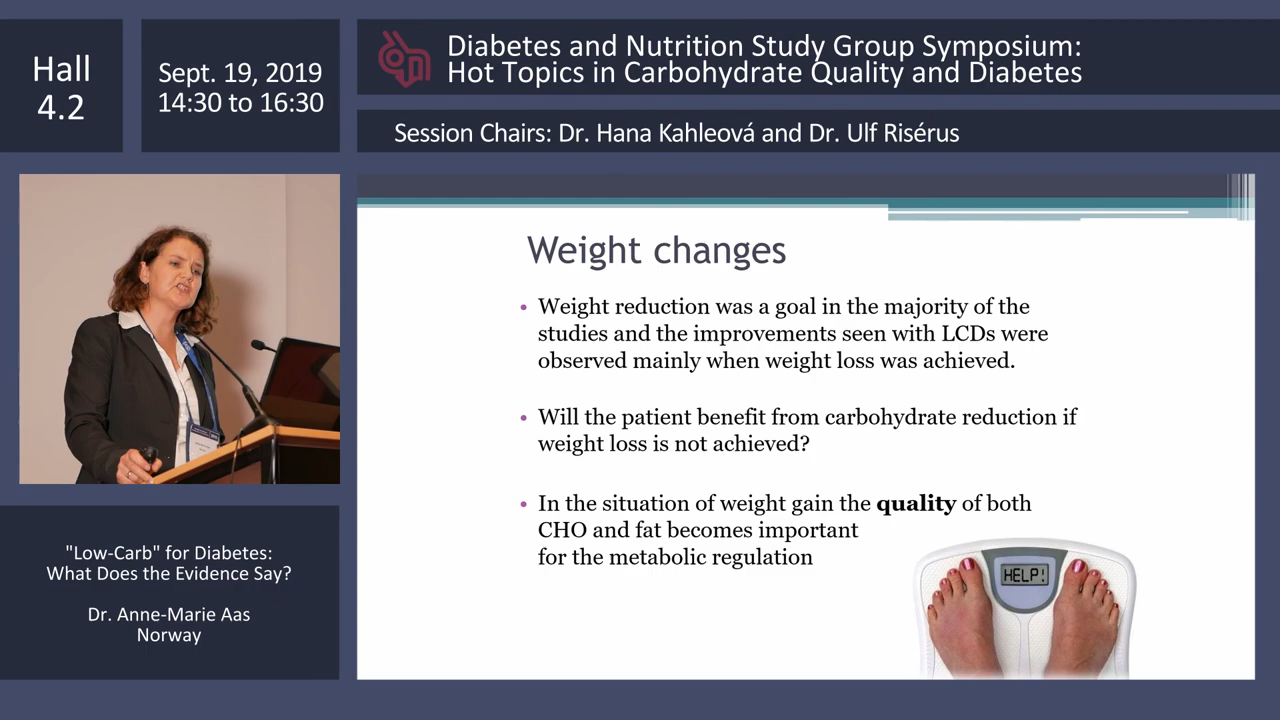 Hall
4.2
Sept. 19, 2019
14:30 to 16:30
Diabetes and Nutrition Study Group Symposium:
Hot Topics in Carbohydrate Quality and Diabetes
Session Chairs: Dr. Hana Kahleová and Dr. Ulf Risérus
Weight changes
• Weight reduction was a goal in the majority of the
studies and the improvements seen with LCDs were
observed mainly when weight loss was achieved.
• Will the patient benefit from carbohydrate reduction if
weight loss is not achieved?
• In the situation of weight gain the quality of both
CHO and fat becomes important
for the metabolic regulation
HELP!
"Low-Carb" for Diabetes:
What Does the Evidence Say?
Dr. Anne-Marie Aas
Norway